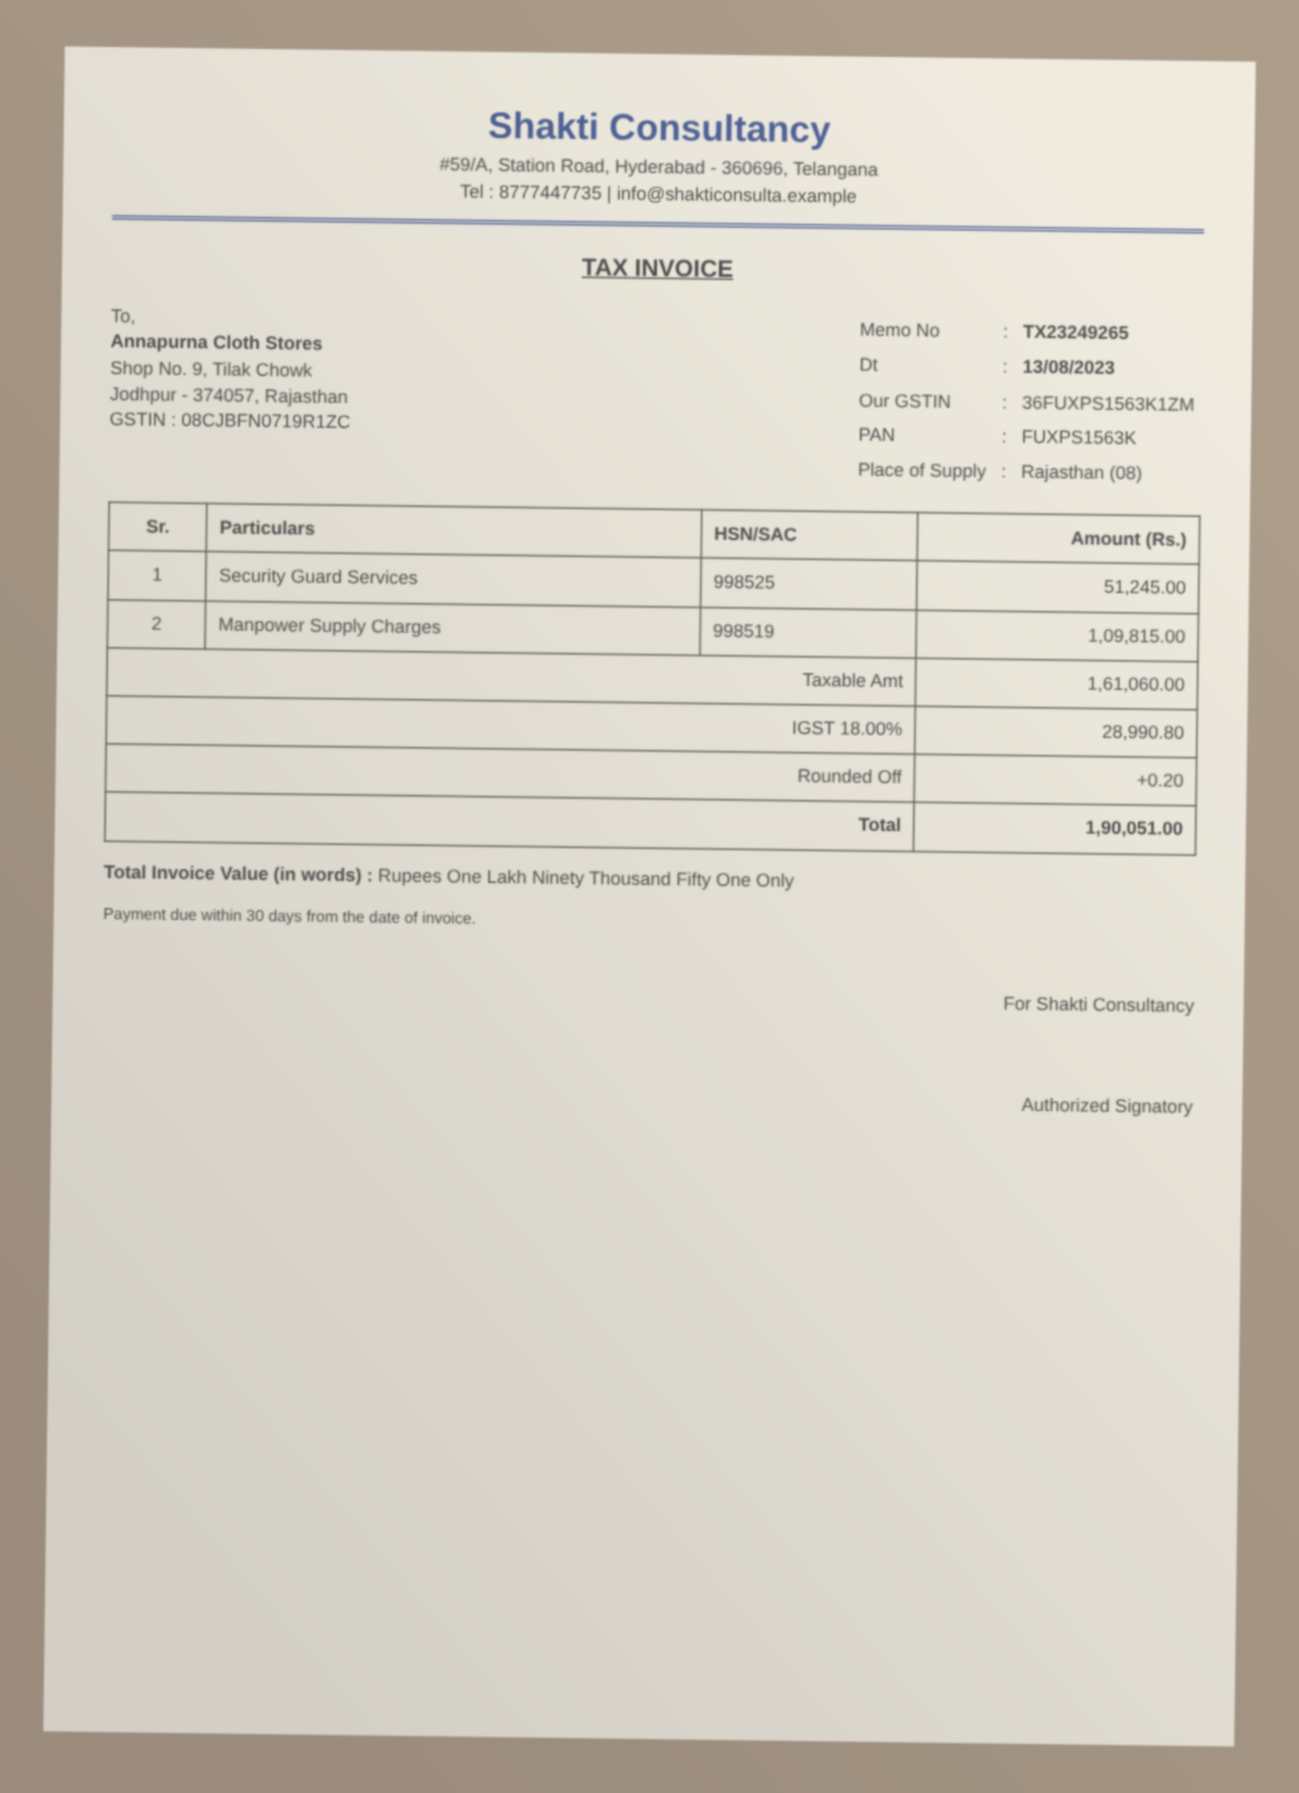 Shakti Consultancy
#59/A, Station Road, Hyderabad - 360696, Telangana
Tel : 8777447735 | info@shakticonsulta.example
TAX INVOICE
To,
Annapurna Cloth Stores
Shop No. 9, Tilak Chowk
Jodhpur - 374057, Rajasthan
GSTIN : 08CJBFN0719R1ZC
Memo No : TX23249265
Dt : 13/08/2023
Our GSTIN : 36FUXPS1563K1ZM
PAN : FUXPS1563K
Place of Supply : Rajasthan (08)
Sr. Particulars HSN/SAC Amount (Rs.)
1 Security Guard Services 998525 51,245.00
2 Manpower Supply Charges 998519 1,09,815.00
Taxable Amt 1,61,060.00
IGST 18.00% 28,990.80
Rounded Off +0.20
Total 1,90,051.00
Total Invoice Value (in words) : Rupees One Lakh Ninety Thousand Fifty One Only
Payment due within 30 days from the date of invoice.
For Shakti Consultancy
Authorized Signatory